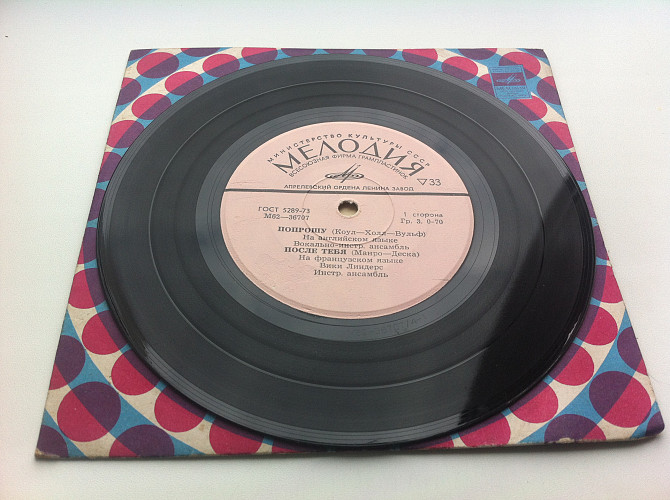 МИНИСТЕРСТВО КУЛЬТУРЫ СССР
МЕЛОДИЯ
ВСЕСОЮЗНАЯ ФИРМА ГРАМПЛАСТИНОК
▽33
АПРЕЛЕВСКИЙ ОРДЕНА ЛЕНИНА ЗАВОД
ГОСТ 5289-73
М62—36707
1 сторона
Гр. 3. 0-70
ПОПРОШУ (Коул—Холл—Вульф)
На английском языке
Вокально-инстр. ансамбль
ПОСЛЕ ТЕБЯ (Манро—Деска)
На французском языке
Вики Линдерс
Инстр. ансамбль